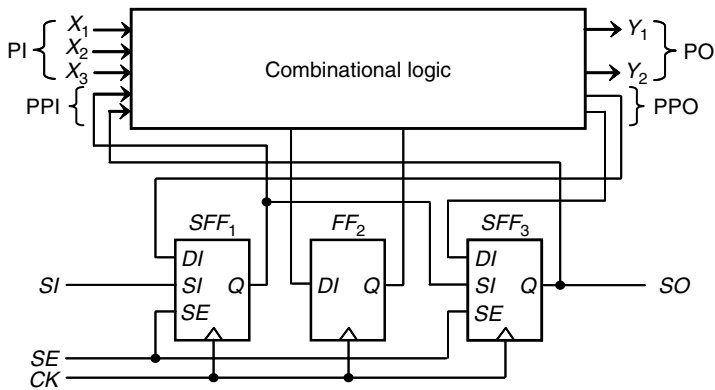 PI X1 Y1 PO
X2 Combinational logic
X3 Y2
PPI PPO
SFF1 FF2 SFF3
DI DI
SI SI Q DI Q SI Q SO
SE SE
SE
CK